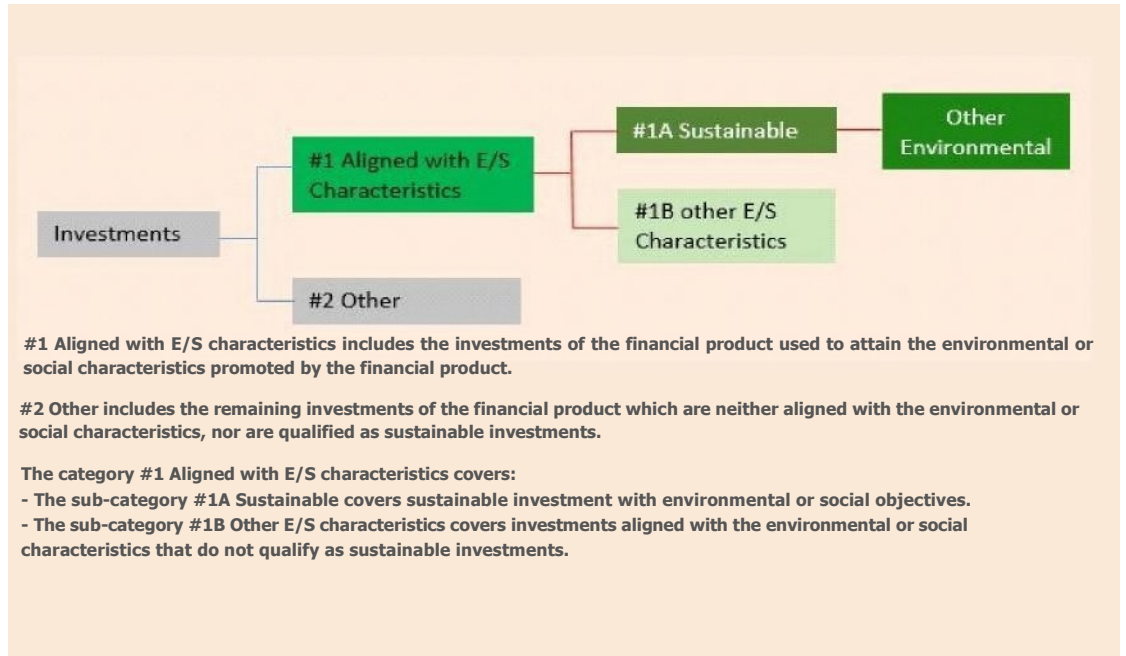 Other
Environmental
#1A Sustainable
#1 Aligned with E/S
Characteristics
#1B other E/S
Characteristics
Investments
#2 Other
#1 Aligned with E/S characteristics includes the investments of the financial product used to attain the environmental or
social characteristics promoted by the financial product.
#2 Other includes the remaining investments of the financial product which are neither aligned with the environmental or
social characteristics, nor are qualified as sustainable investments.
The category #1 Aligned with E/S characteristics covers:
- The sub-category #1A Sustainable covers sustainable investment with environmental or social objectives.
- The sub-category #1B Other E/S characteristics covers investments aligned with the environmental or social
characteristics that do not qualify as sustainable investments.